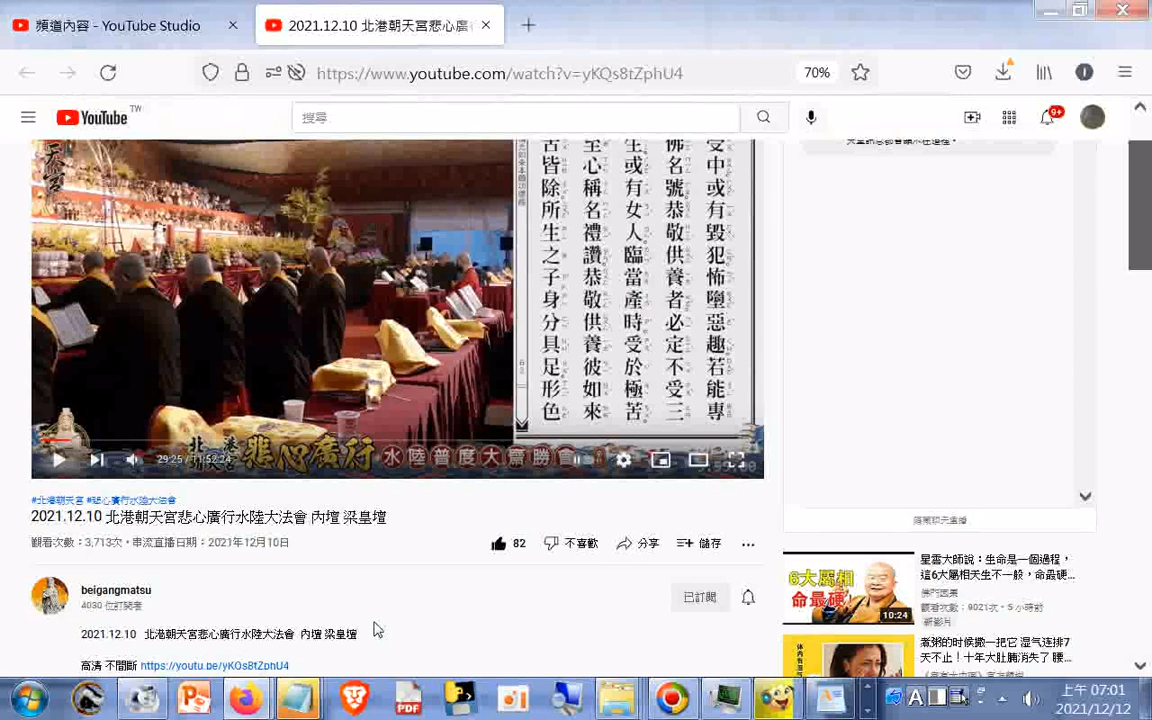 頻道內容 - YouTube Studio
2021.12.10 北港朝天宮悲心廣
https://www.youtube.com/watch?v=yKQs8tZphU4
70%
YouTube TW
搜尋
9+
天宮
受中或有毀犯怖墮惡趣若能專
佛名號恭敬供養者必定不受三
生或有女人臨當產時受於極苦
至心稱名禮讚恭敬供養彼如來
苦皆除所生之子身分具足形色
北港朝天宮 悲心廣行 水陸普度大齋勝會
29:25 / 11:52:24
#北港朝天宮 #悲心廣行水陸大法會
2021.12.10 北港朝天宮悲心廣行水陸大法會 內壇 梁皇壇
觀看次數：3,713次 • 串流直播日期：2021年12月10日
82
不喜歡
分享
儲存
beigangmatsu
4030 位訂閱者
已訂閱
2021.12.10 北港朝天宮悲心廣行水陸大法會 內壇 梁皇壇
高清 不間斷 https://youtu.be/yKQs8tZphU4
6大屬相
命最硬!
10:24
星雲大師說：生命是一個過程，
這6大屬相天生不一般，命最硬...
佛門因果
觀看次數：9021次 • 5 小時前
新影片
煮粥的时候撒一把它 湿气连排7
天不止！十年大肚腩消失了 腰...
PDF
A
上午 07:01
2021/12/12